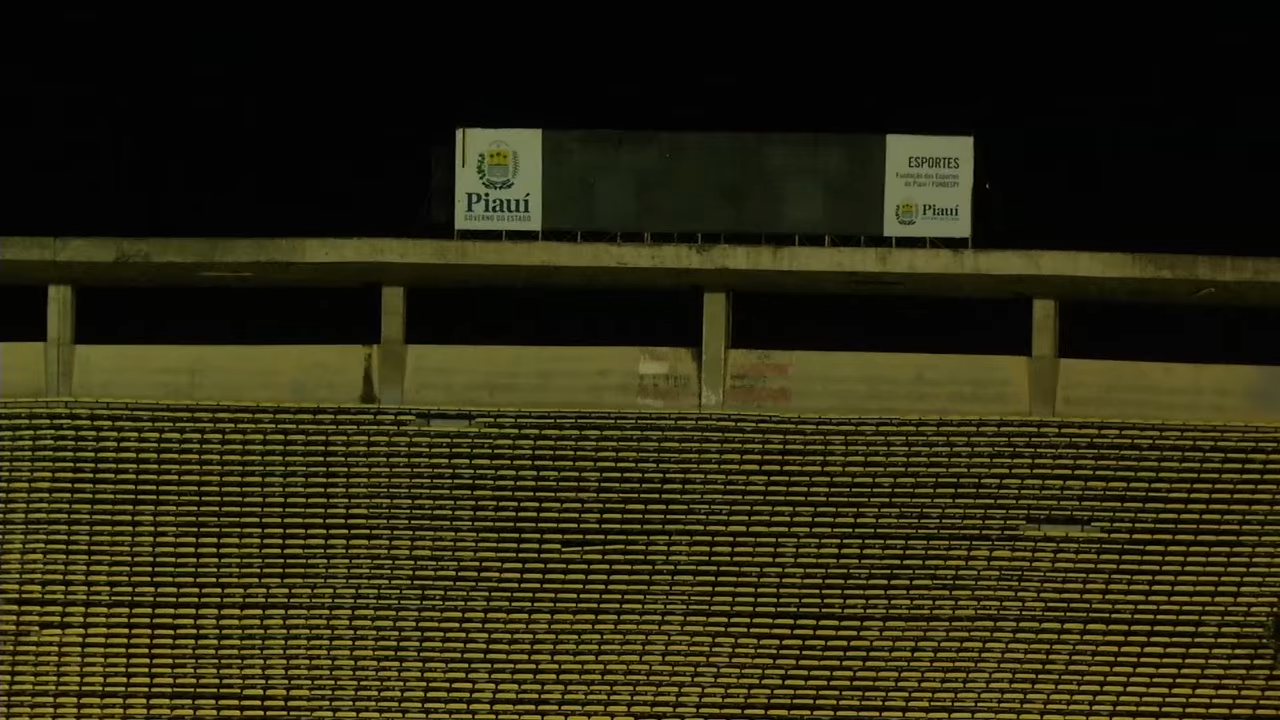 Piauí
GOVERNO DO ESTADO
ESPORTES
Fundação dos Esportes
do Piauí / FUNDESPI
Piauí